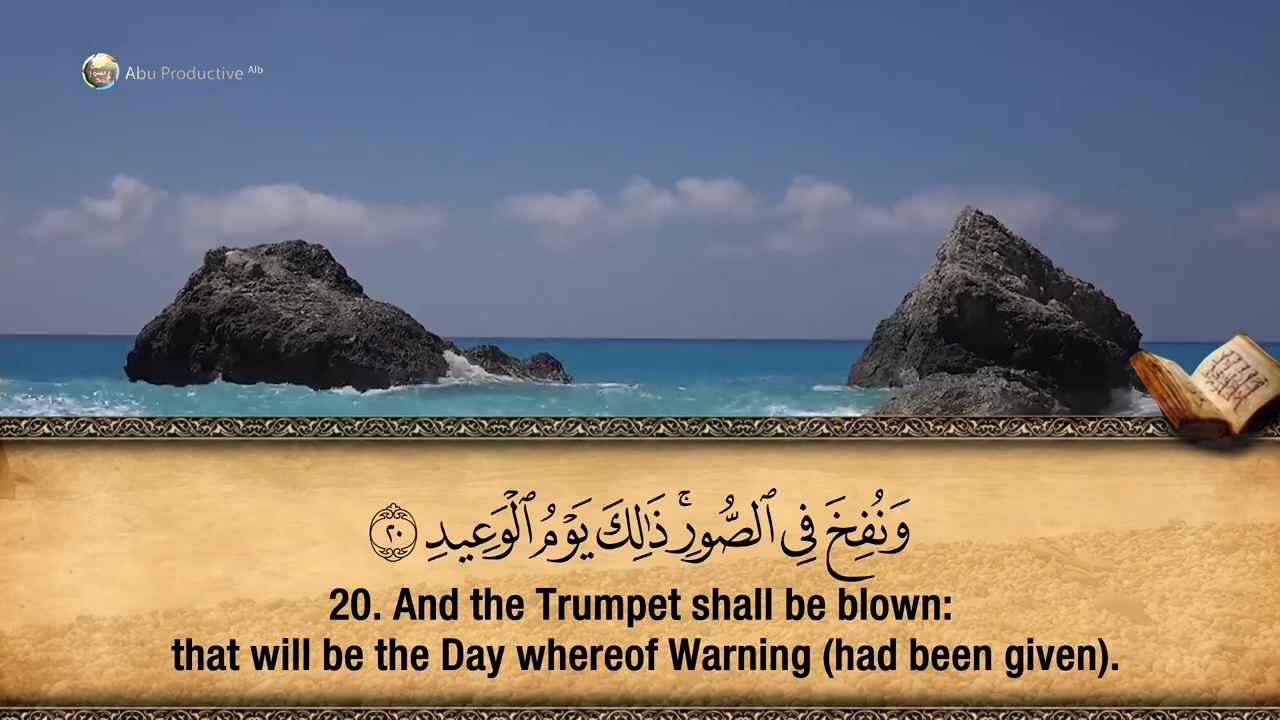 Abu Productive Alb
وَنُفِخَ فِى ٱلصُّورِ ۚ ذَٰلِكَ يَوْمُ ٱلْوَعِيدِ ٢٠
20. And the Trumpet shall be blown:
that will be the Day whereof Warning (had been given).